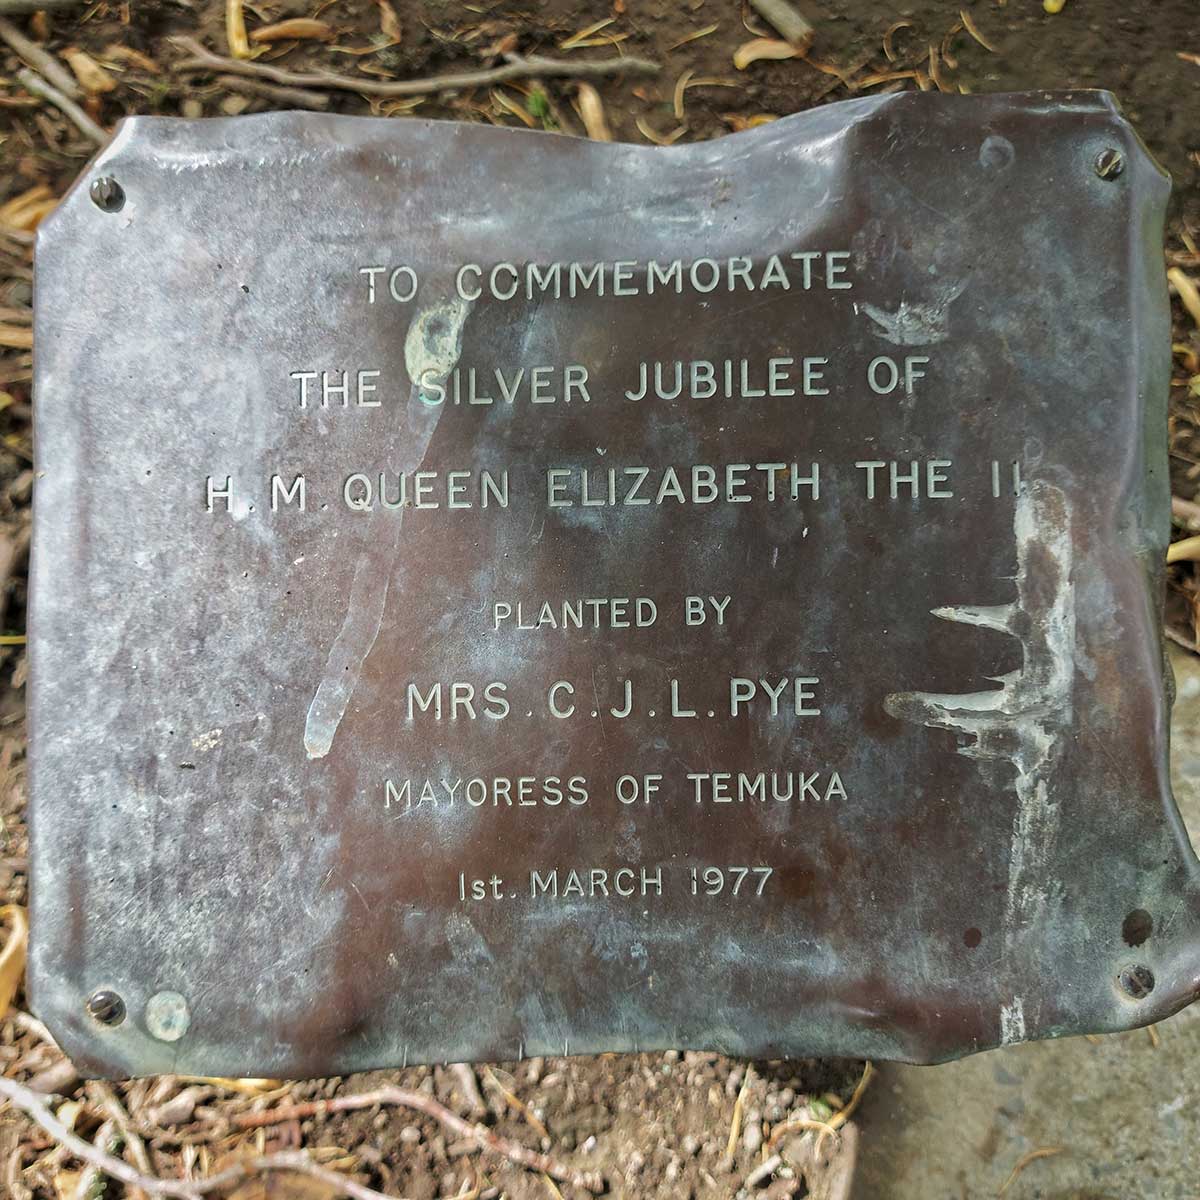 TO COMMEMORATE
THE SILVER JUBILEE OF
H.M. QUEEN ELIZABETH THE II
PLANTED BY
MRS. C. J. L. PYE
MAYORESS OF TEMUKA
1st. MARCH 1977